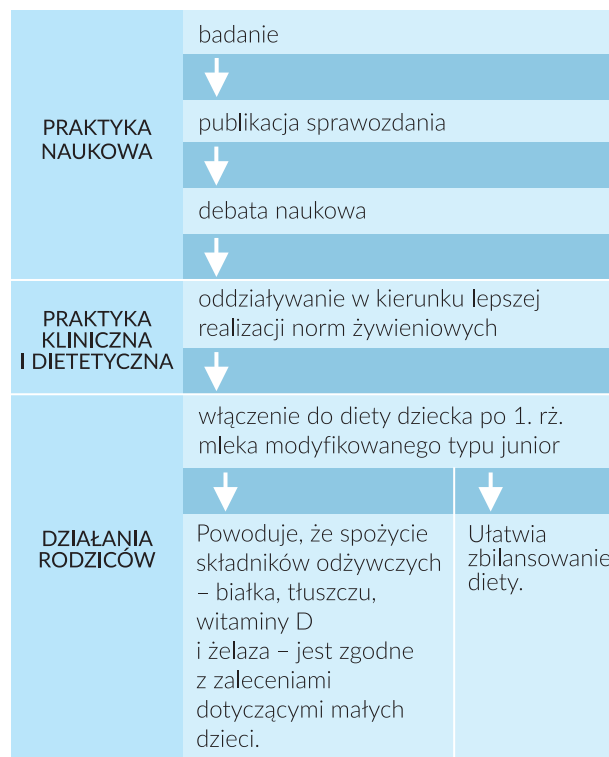 PRAKTYKA
NAUKOWA
badanie
publikacja sprawozdania
debata naukowa
PRAKTYKA
KLINICZNA
I DIETETYCZNA
oddziaływanie w kierunku lepszej
realizacji norm żywieniowych
DZIAŁANIA
RODZICÓW
włączenie do diety dziecka po 1. rż.
mleka modyfikowanego typu junior
Powoduje, że spożycie
składników odżywczych
– białka, tłuszczu,
witaminy D
i żelaza – jest zgodne
z zaleceniami
dotyczącymi małych
dzieci.
Ułatwia
zbilansowanie
diety.